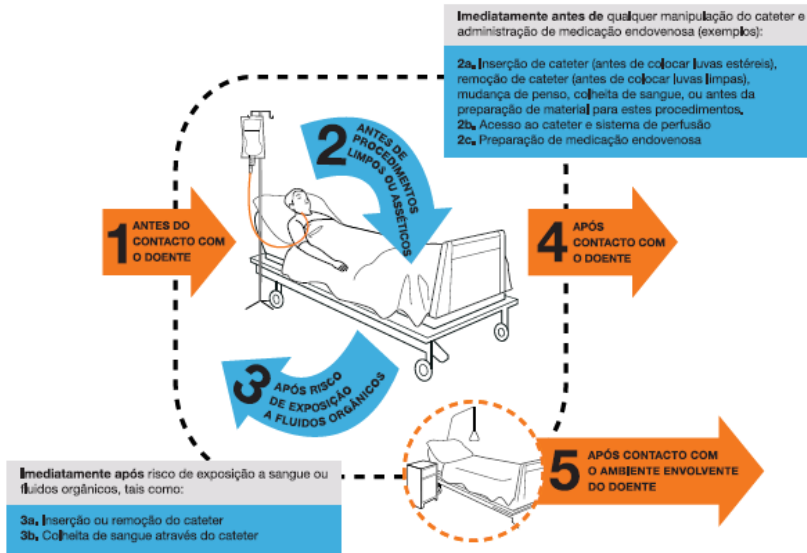 Imediatamente antes de qualquer manipulação do cateter e
administração de medicação endovenosa (exemplos):
2a. Inserção de cateter (antes de colocar luvas estéreis),
remoção de cateter (antes de colocar luvas limpas),
mudança de penso, colheita de sangue, ou antes da
preparação de material para estes procedimentos.
2b. Acesso ao cateter e sistema de perfusão
2c. Preparação de medicação endovenosa
1 ANTES DO
CONTACTO COM
O DOENTE
2 ANTES DE
PROCEDIMENTOS
LIMPOS OU ASSÉTICOS
3 APÓS RISCO
DE EXPOSIÇÃO
A FLUIDOS ORGÂNICOS
4 APÓS
CONTACTO COM
O DOENTE
5 APÓS CONTACTO COM
O AMBIENTE ENVOLVENTE
DO DOENTE
Imediatamente após risco de exposição a sangue ou
fluidos orgânicos, tais como:
3a. Inserção ou remoção do cateter
3b. Colheita de sangue através do cateter